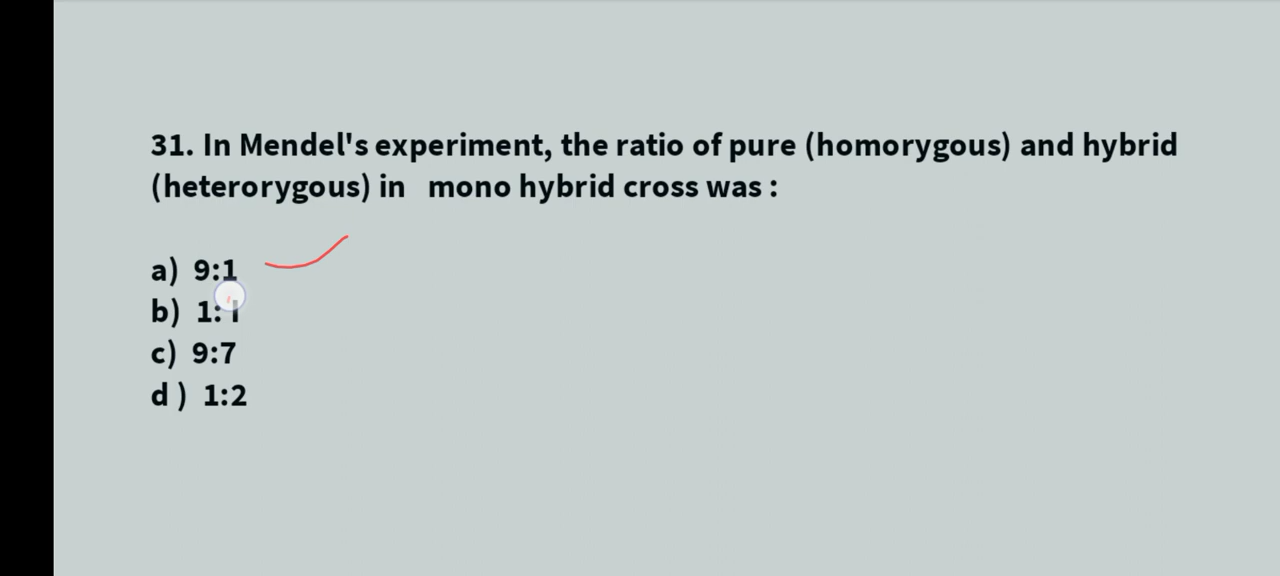 31. In Mendel's experiment, the ratio of pure (homorygous) and hybrid
(heterorygous) in mono hybrid cross was :
a) 9:1
b) 1:1
c) 9:7
d ) 1:2